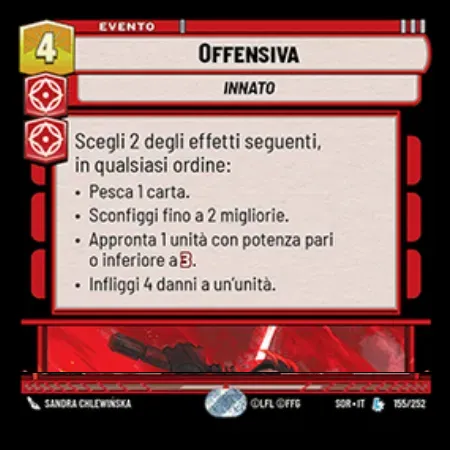 EVENTO
4
OFFENSIVA
INNATO
Scegli 2 degli effetti seguenti,
in qualsiasi ordine:
• Pesca 1 carta.
• Sconfiggi fino a 2 migliorie.
• Appronta 1 unità con potenza pari
o inferiore a 3.
• Infliggi 4 danni a un'unità.
SANDRA CHLEWIŃSKA
©LFL ©FFG
SOR • IT
155/252